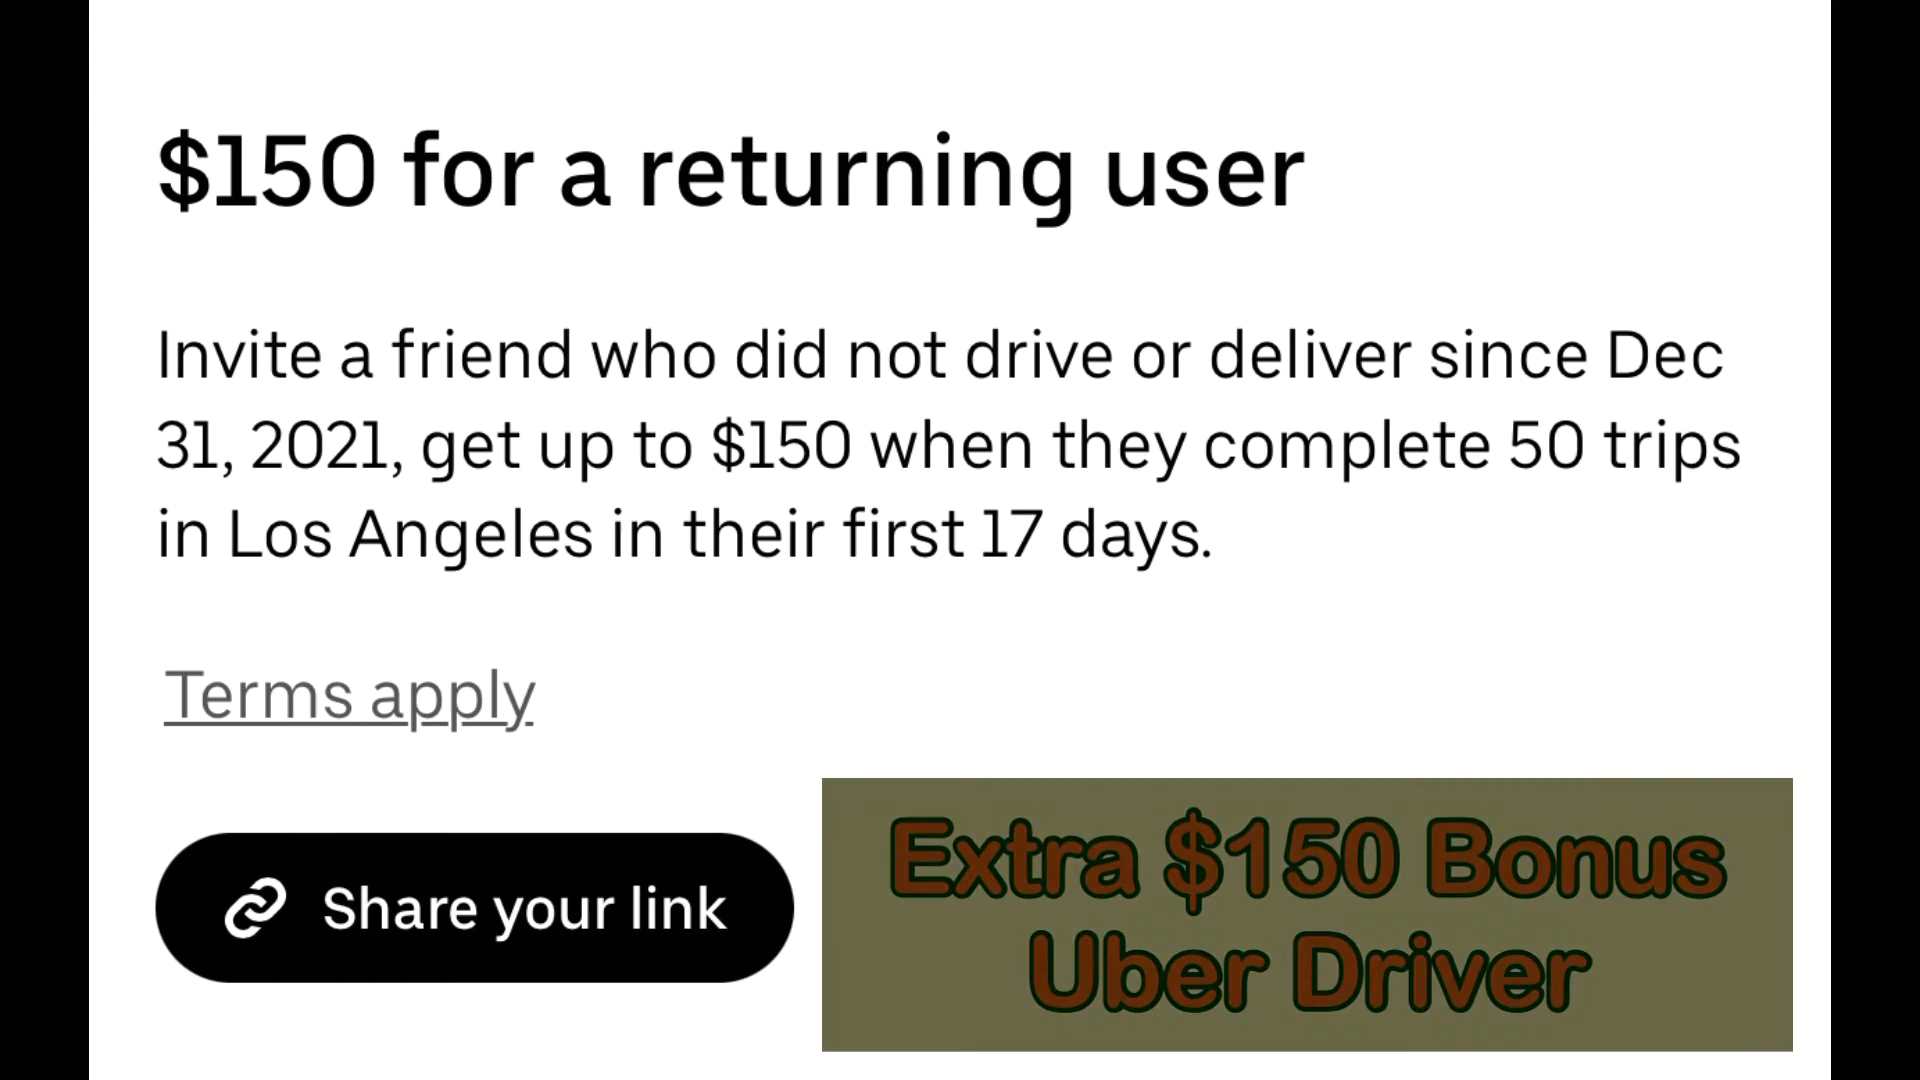 $150 for a returning user
Invite a friend who did not drive or deliver since Dec
31, 2021, get up to $150 when they complete 50 trips
in Los Angeles in their first 17 days.
Terms apply
Share your link
Extra $150 Bonus
Uber Driver